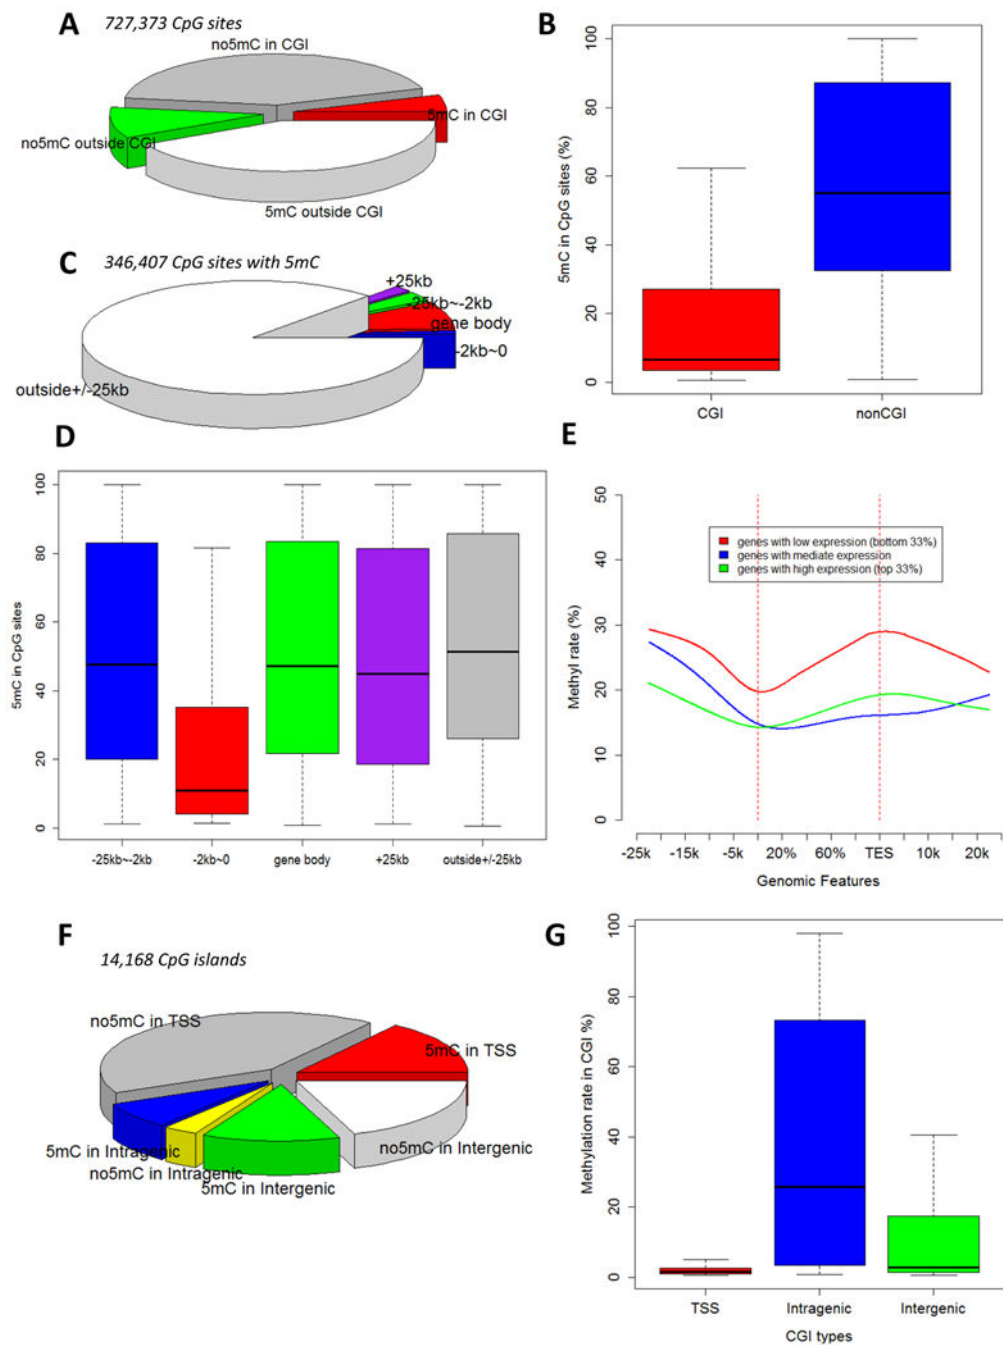 A
727,373 CpG sites
no5mC in CGI
5mC in CGI
no5mC outside CGI
5mC outside CGI
B
5mC in CpG sites (%)
0 20 40 60 80 100
CGI nonCGI
C
346,407 CpG sites with 5mC
+25kb
-25kb~-2kb
gene body
-2kb~0
outside+/-25kb
D
5mC in CpG sites
0 20 40 60 80 100
-25kb~-2kb -2kb~0 gene body +25kb outside+/-25kb
E
Methyl rate (%)
0 10 20 30 40 50
genes with low expression (bottom 33%)
genes with mediate expression
genes with high expression (top 33%)
-25k -15k -5k 20% 60% TES 10k 20k
Genomic Features
F
14,168 CpG islands
no5mC in TSS
5mC in TSS
5mC in Intragenic
no5mC in Intragenic
5mC in Intergenic
no5mC in Intergenic
G
Methylation rate in CGI %)
0 20 40 60 80 100
TSS Intragenic Intergenic
CGI types